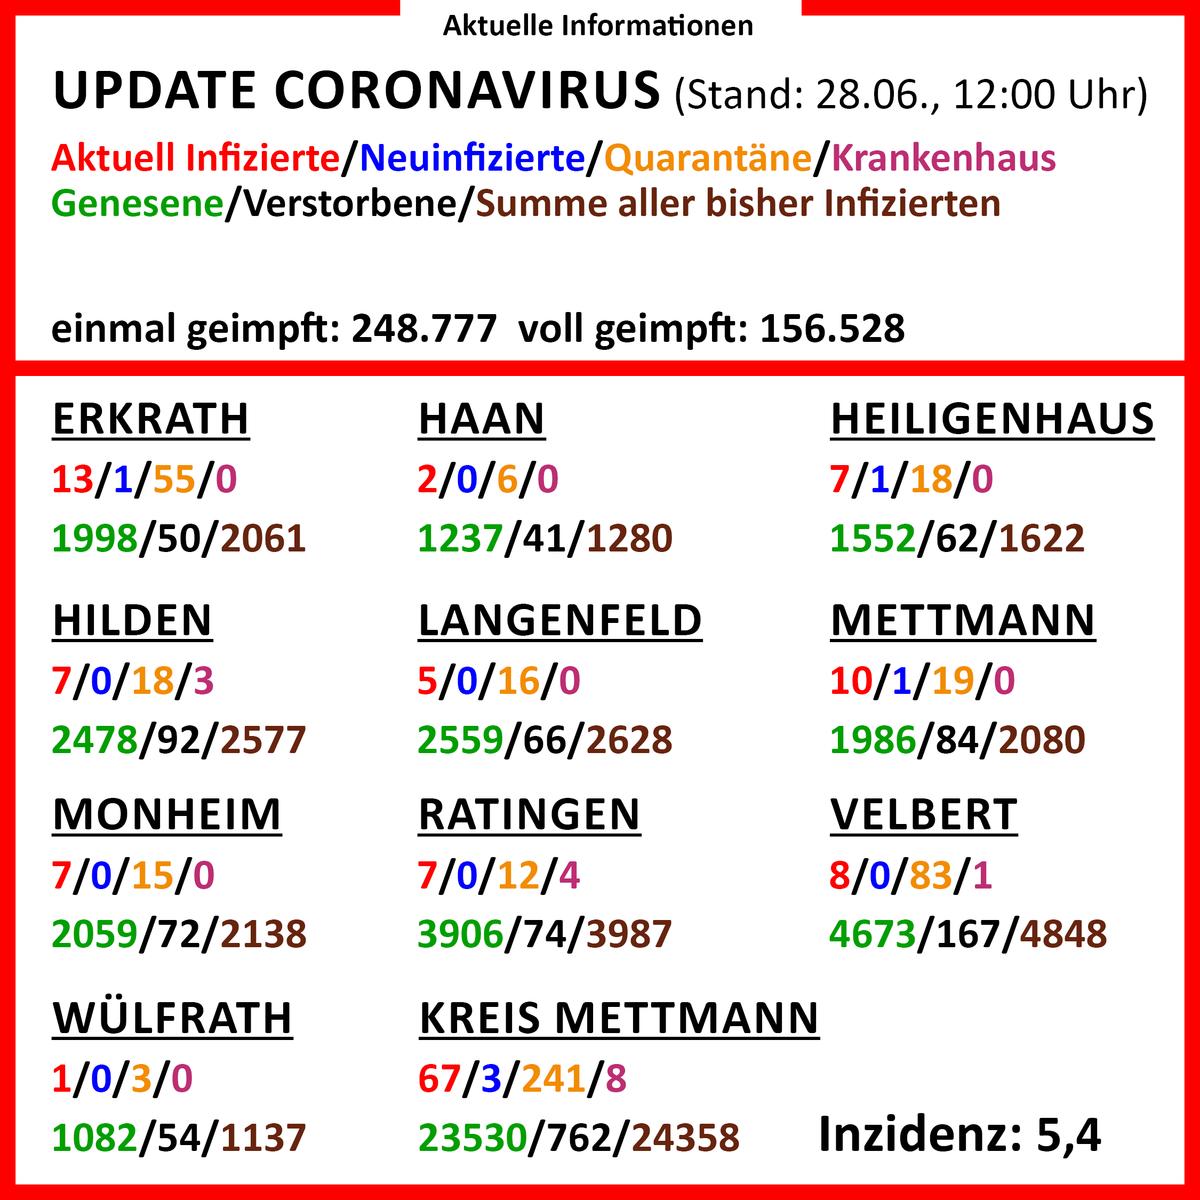 Aktuelle Informationen
UPDATE CORONAVIRUS (Stand: 28.06., 12:00 Uhr)
Aktuell Infizierte/Neuinfizierte/Quarantäne/Krankenhaus
Genesene/Verstorbene/Summe aller bisher Infizierten
einmal geimpft: 248.777 voll geimpft: 156.528
ERKRATH
13/1/55/0
1998/50/2061
HAAN
2/0/6/0
1237/41/1280
HEILIGENHAUS
7/1/18/0
1552/62/1622
HILDEN
7/0/18/3
2478/92/2577
LANGENFELD
5/0/16/0
2559/66/2628
METTMANN
10/1/19/0
1986/84/2080
MONHEIM
7/0/15/0
2059/72/2138
RATINGEN
7/0/12/4
3906/74/3987
VELBERT
8/0/83/1
4673/167/4848
WÜLFRATH
1/0/3/0
1082/54/1137
KREIS METTMANN
67/3/241/8
23530/762/24358
Inzidenz: 5,4